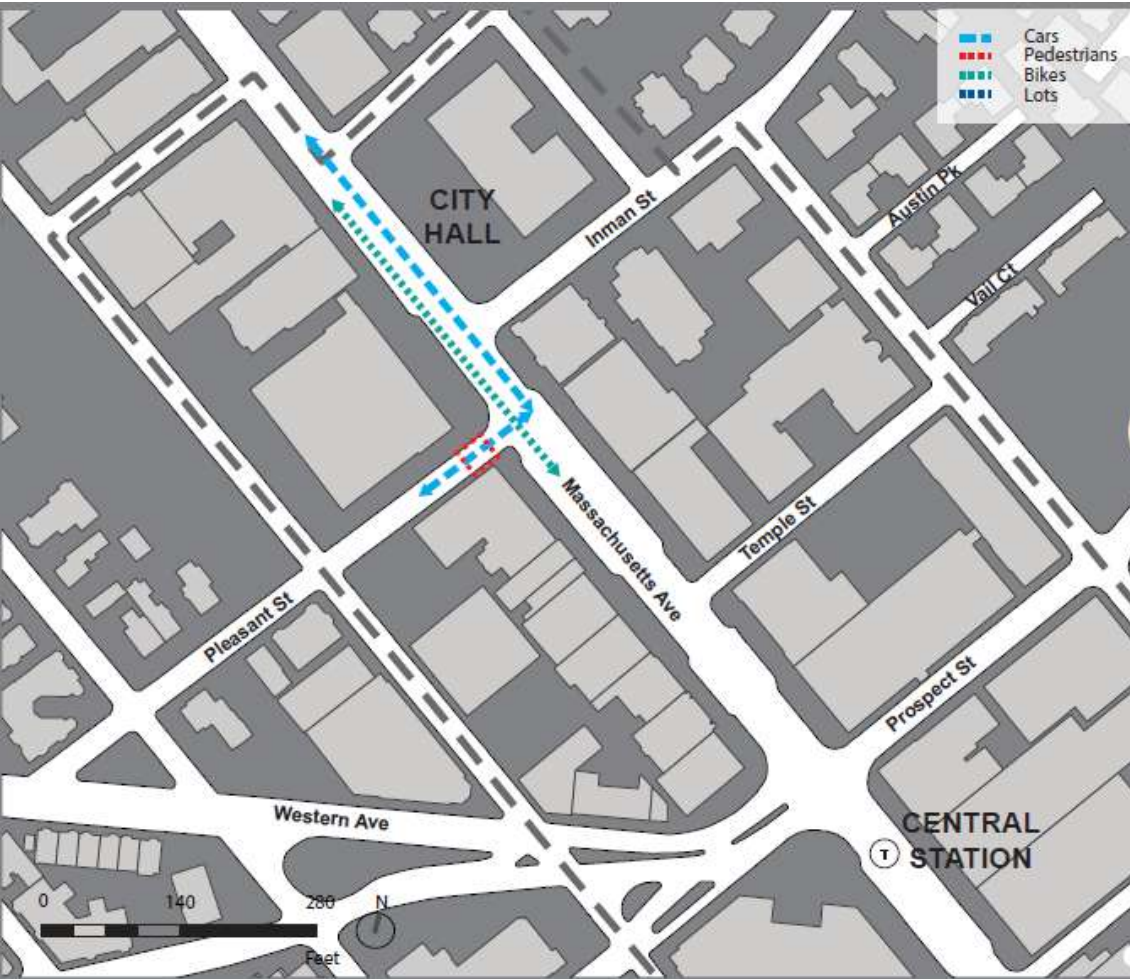 Cars
Pedestrians
Bikes
Lots
CITY
HALL
Inman St
Austin Pk
Vail Ct
Massachusetts Ave
Temple St
Pleasant St
Prospect St
Western Ave
CENTRAL
STATION
T
0 140 280
Feet
N